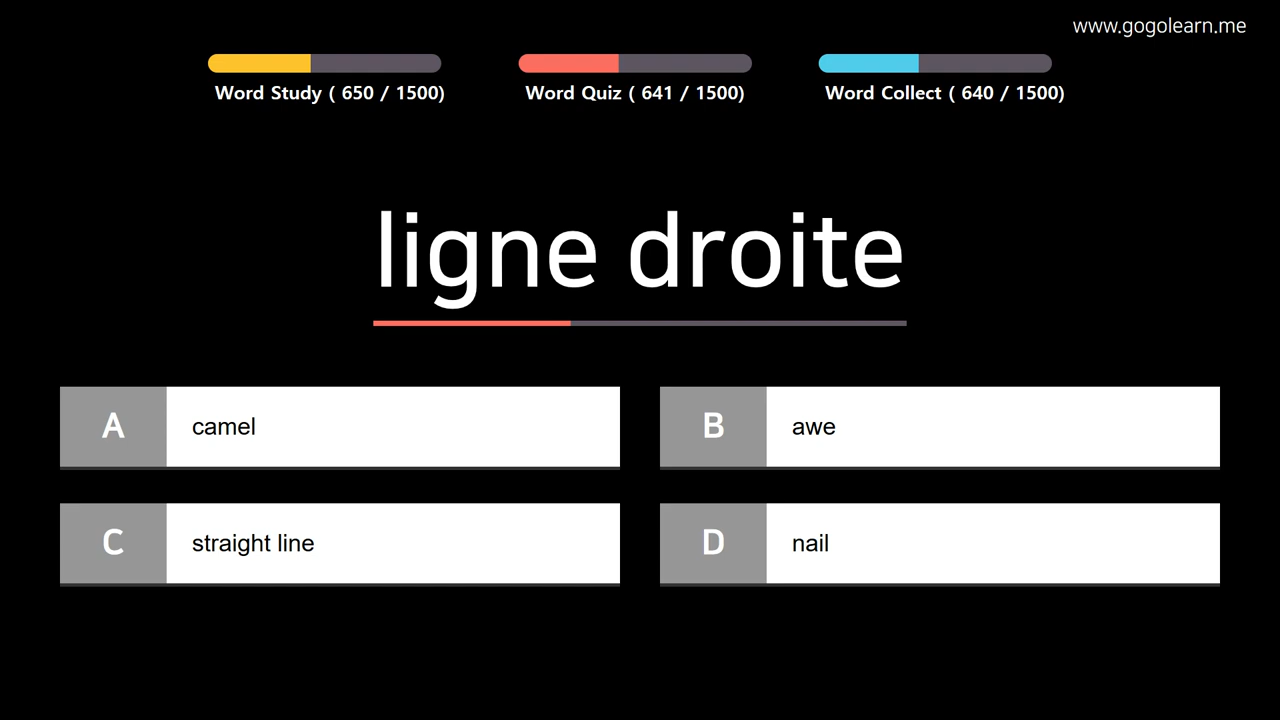 www.gogolearn.me
Word Study ( 650 / 1500)
Word Quiz ( 641 / 1500)
Word Collect ( 640 / 1500)
ligne droite
A
camel
B
awe
C
straight line
D
nail